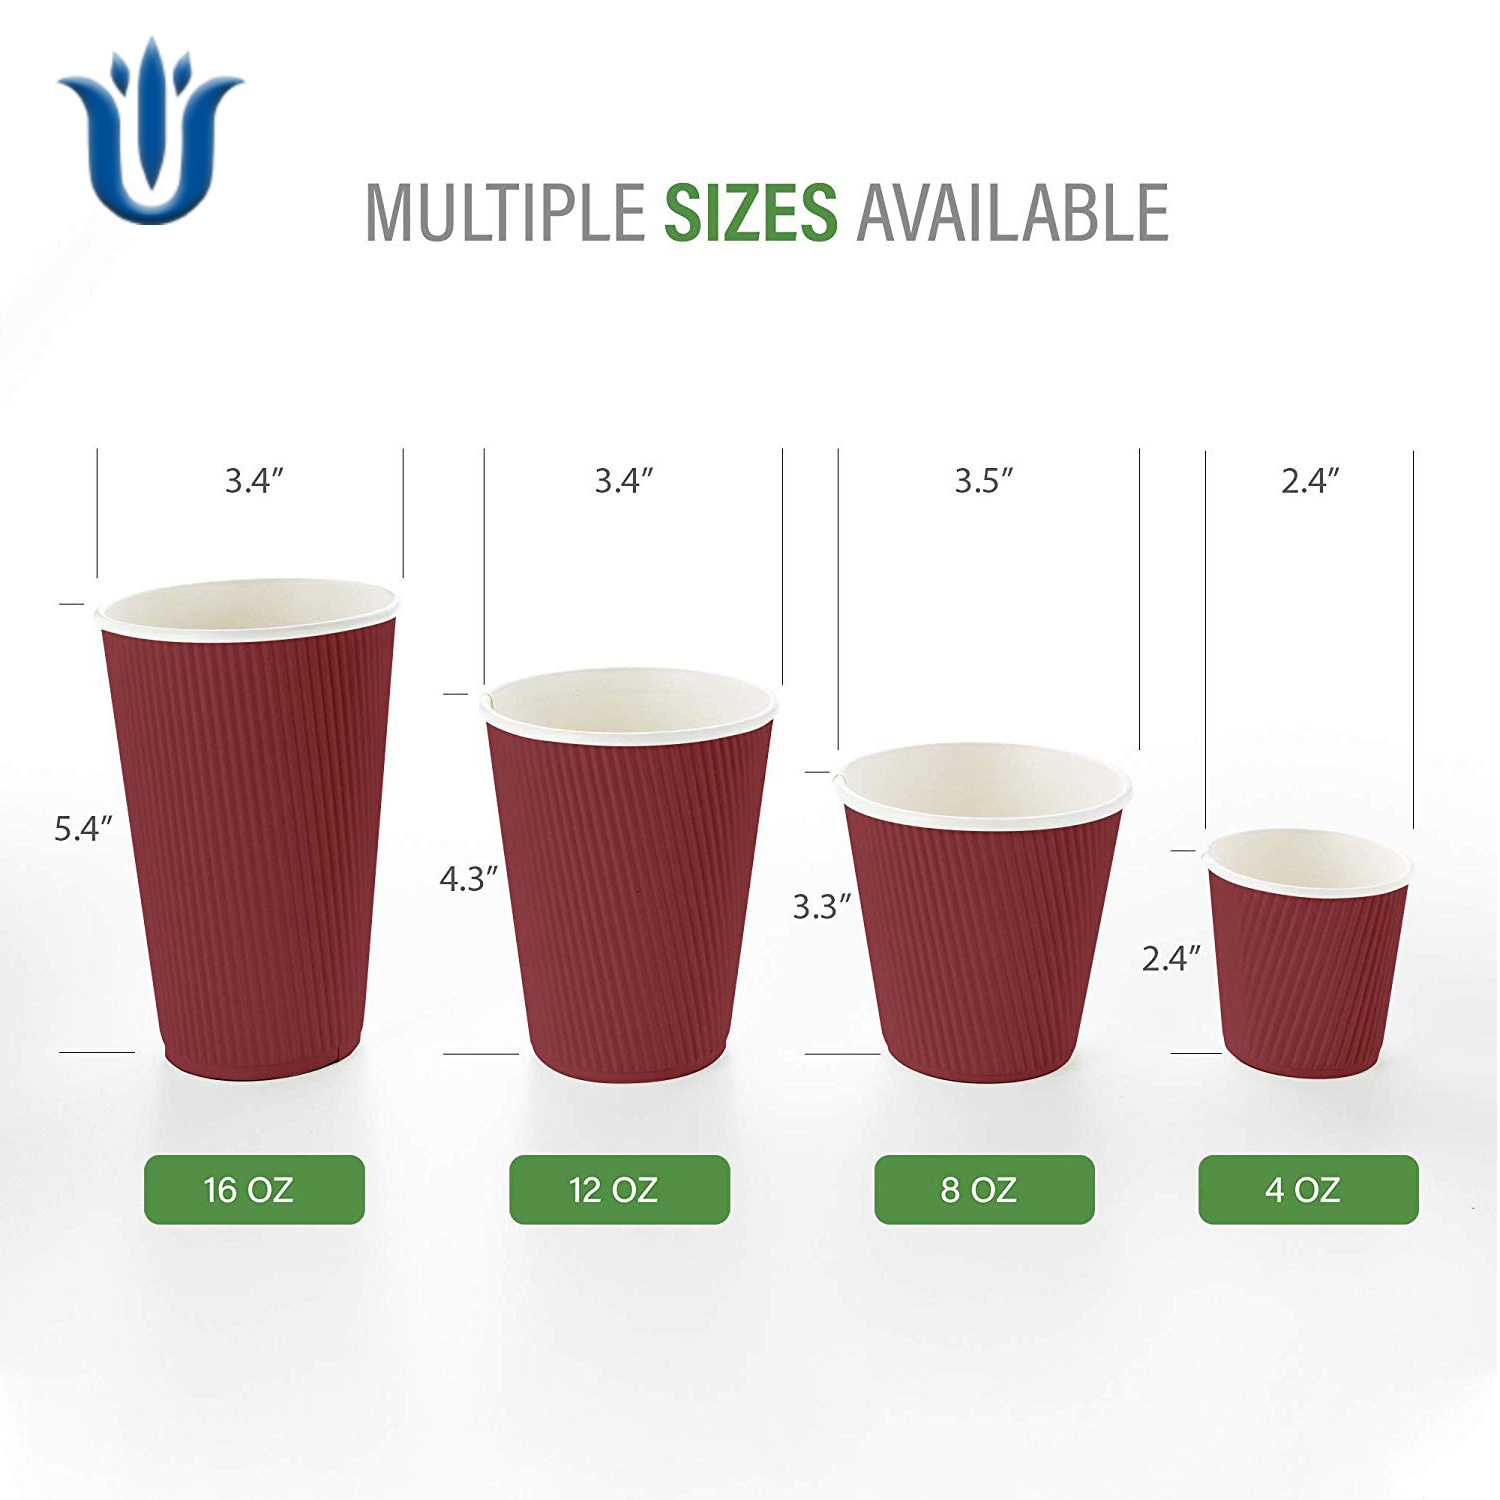 MULTIPLE SIZES AVAILABLE
3.4” 3.4” 3.5” 2.4”
5.4”
4.3”
3.3”
2.4”
16 OZ 12 OZ 8 OZ 4 OZ